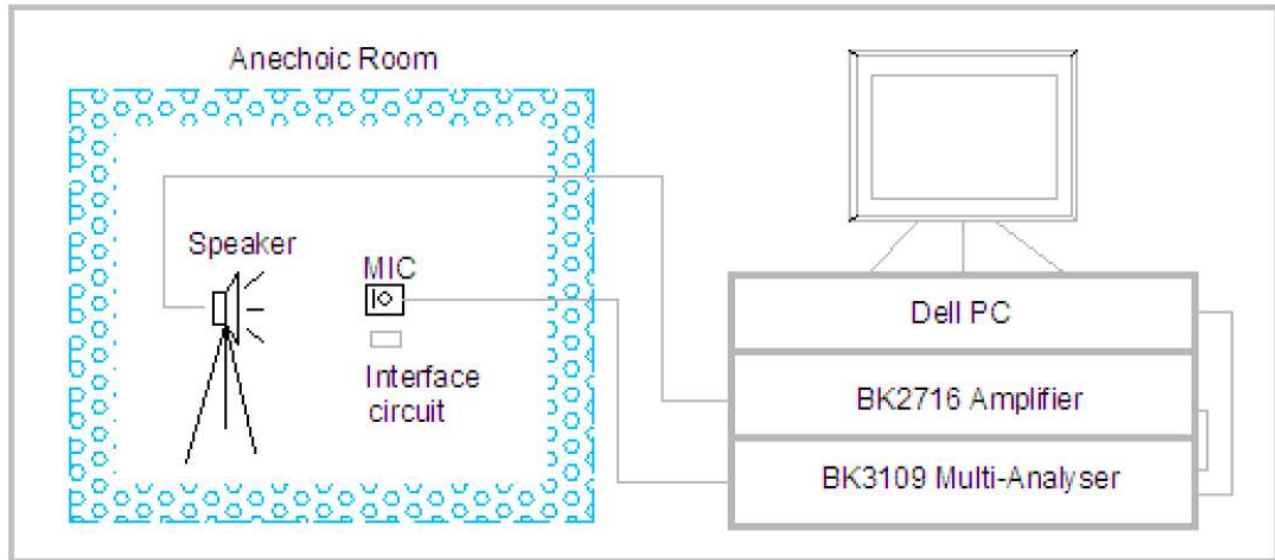 Anechoic Room
Speaker
MIC
Interface
circuit
Dell PC
BK2716 Amplifier
BK3109 Multi-Analyser